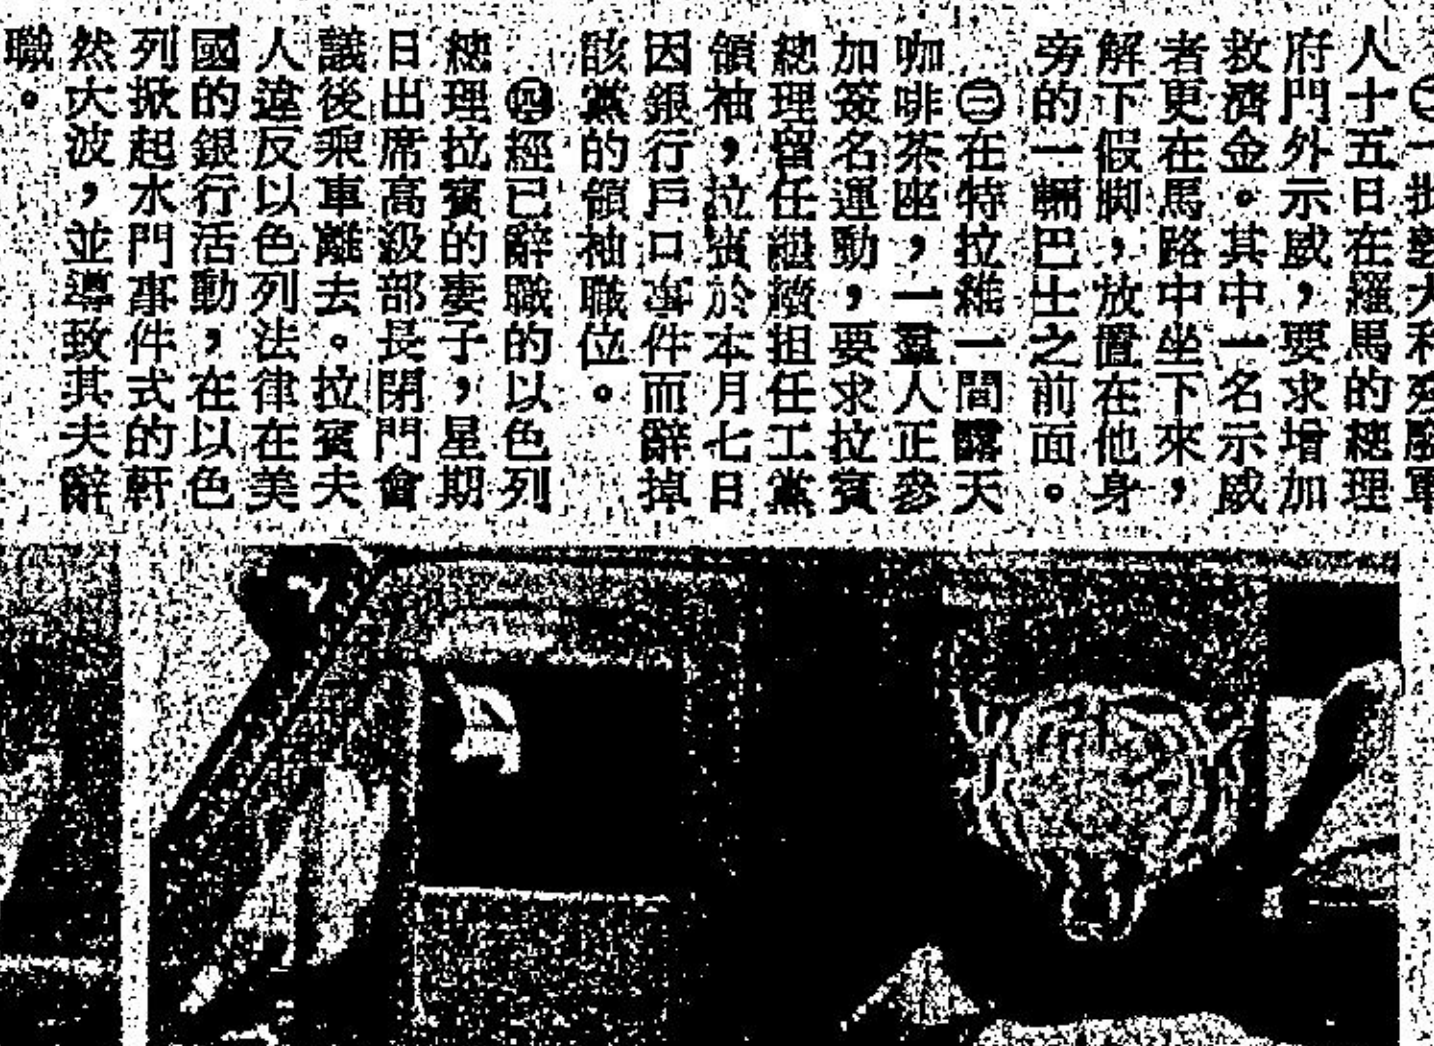 ㊁一批意大利殘廢軍
人十五日在羅馬的總理
府門外示威，要求增加
救濟金。其中一名示威
者更在馬路中坐下來，
解下假脚，放置在他身
旁的一輛巴士之前面。
㊂在特拉維一間露天
咖啡茶座，一羣人正參
加簽名運動，要求拉賓
總理留任繼續担任工黨
領袖，拉賓於本月七日
因銀行戶口事件而辭掉
該黨的領袖職位。
㊃經已辭職的以色列
總理拉賓的妻子，星期
日出席高級部長閉門會
議後乘車離去。拉賓夫
人違反以色列法律在美
國的銀行活動，在以色
列掀起水門事件式的軒
然大波，並導致其夫辭
職。